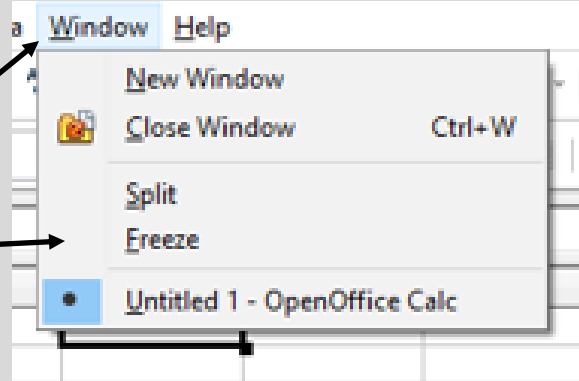 a Window Help
New Window
Close Window Ctrl+W
Split
Freeze
Untitled 1 - OpenOffice Calc